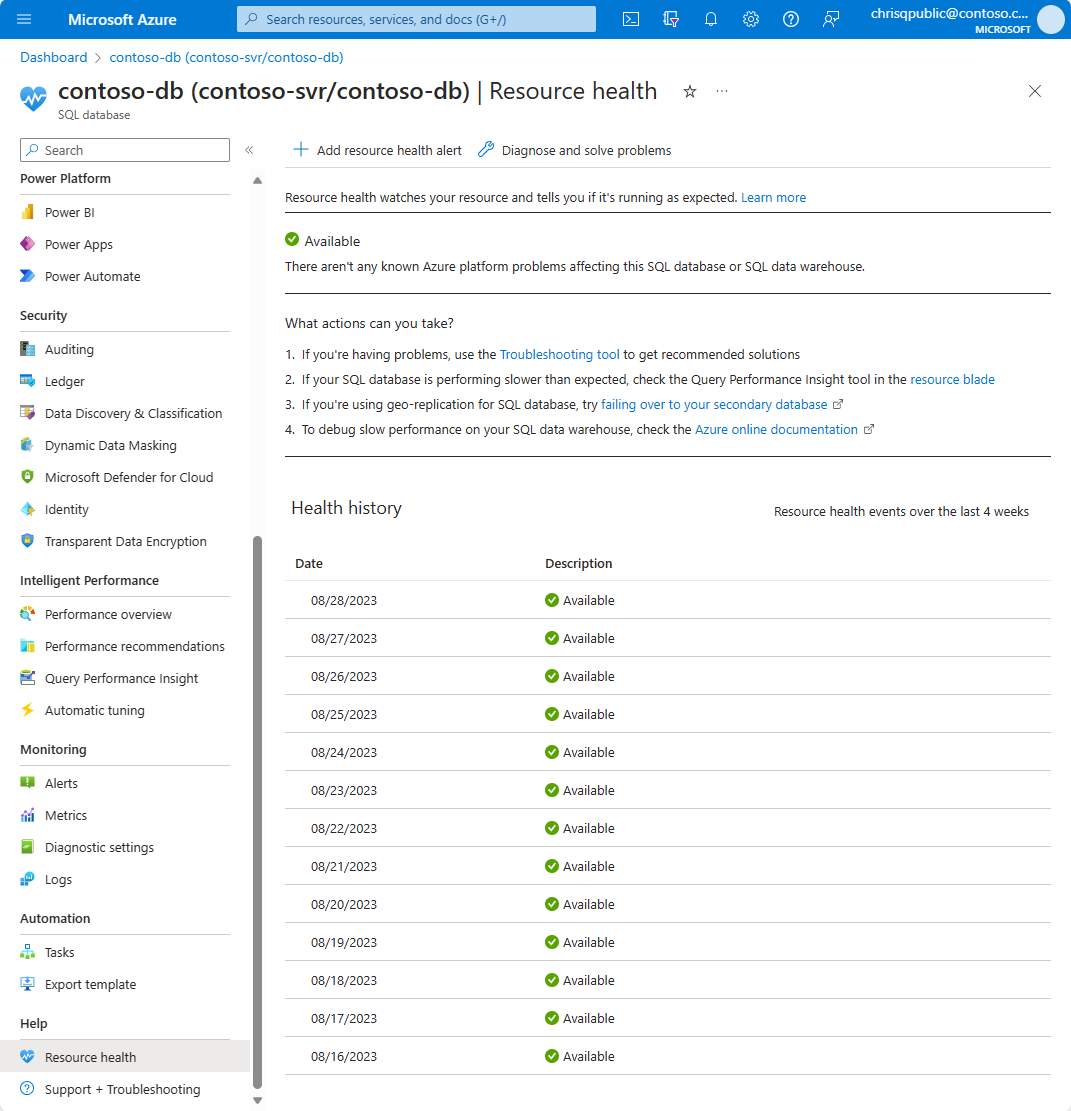 Microsoft Azure
Search resources, services, and docs (G+/)
chrisqpublic@contoso.c...
MICROSOFT
Dashboard > contoso-db (contoso-svr/contoso-db)
contoso-db (contoso-svr/contoso-db) | Resource health
SQL database
Search
Power Platform
Power BI
Power Apps
Power Automate
Security
Auditing
Ledger
Data Discovery & Classification
Dynamic Data Masking
Microsoft Defender for Cloud
Identity
Transparent Data Encryption
Intelligent Performance
Performance overview
Performance recommendations
Query Performance Insight
Automatic tuning
Monitoring
Alerts
Metrics
Diagnostic settings
Logs
Automation
Tasks
Export template
Help
Resource health
Support + Troubleshooting
Add resource health alert
Diagnose and solve problems
Resource health watches your resource and tells you if it's running as expected. Learn more
Available
There aren't any known Azure platform problems affecting this SQL database or SQL data warehouse.
What actions can you take?
1. If you're having problems, use the Troubleshooting tool to get recommended solutions
2. If your SQL database is performing slower than expected, check the Query Performance Insight tool in the resource blade
3. If you're using geo-replication for SQL database, try failing over to your secondary database
4. To debug slow performance on your SQL data warehouse, check the Azure online documentation
Health history
Resource health events over the last 4 weeks
Date Description
08/28/2023 Available
08/27/2023 Available
08/26/2023 Available
08/25/2023 Available
08/24/2023 Available
08/23/2023 Available
08/22/2023 Available
08/21/2023 Available
08/20/2023 Available
08/19/2023 Available
08/18/2023 Available
08/17/2023 Available
08/16/2023 Available